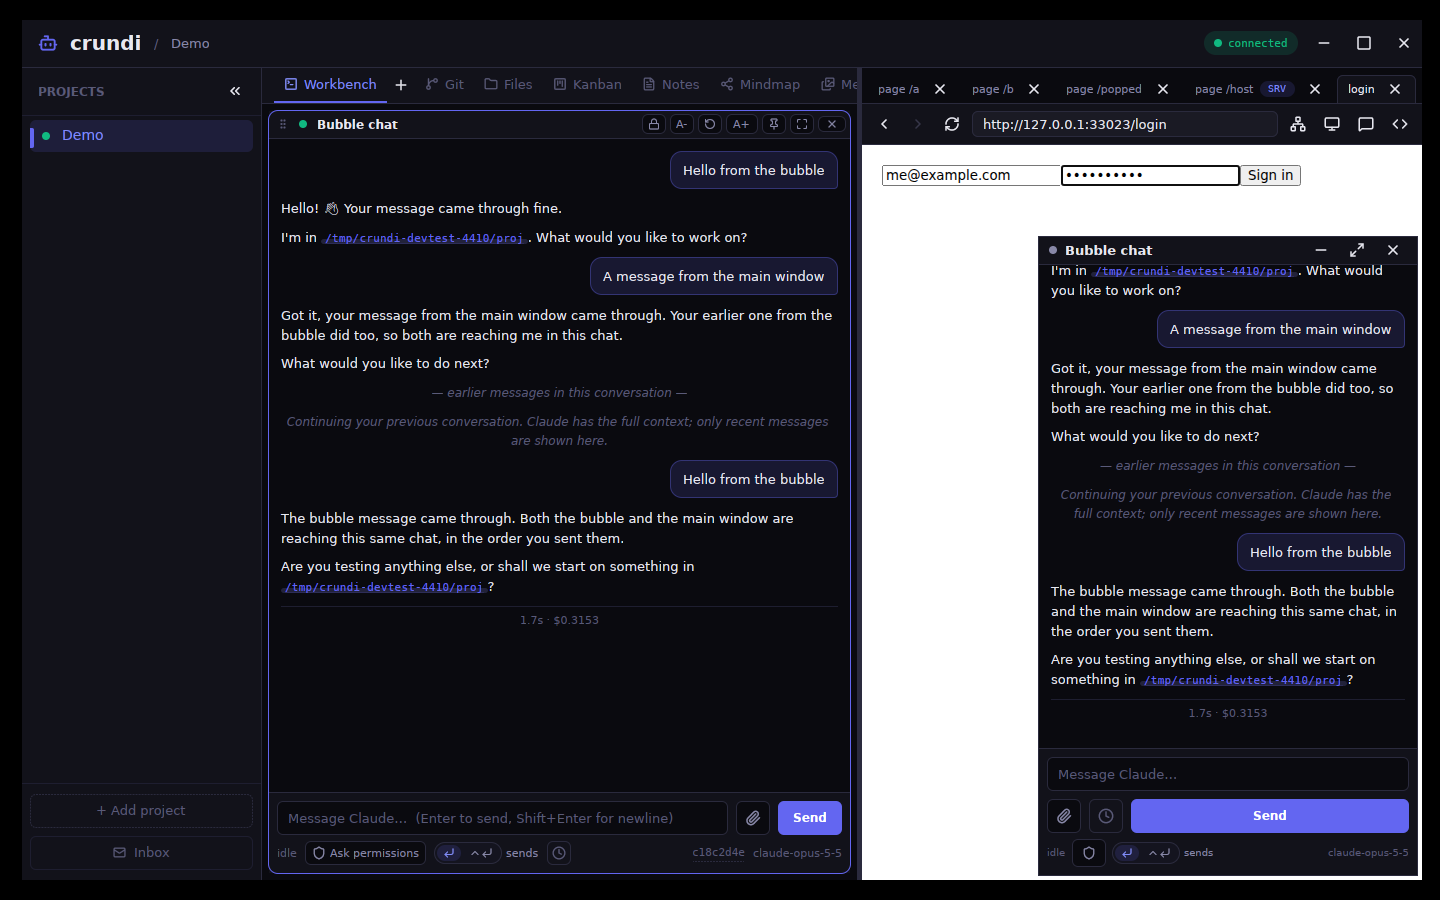 crundi / Demo
connected
PROJECTS
Demo
+ Add project
Inbox
Workbench
Git
Files
Kanban
Notes
Mindmap
Me
Bubble chat
A-
A+
Hello from the bubble
Hello! 👋 Your message came through fine.
I'm in /tmp/crundi-devtest-4410/proj. What would you like to work on?
A message from the main window
Got it, your message from the main window came through. Your earlier one from the
bubble did too, so both are reaching me in this chat.
What would you like to do next?
— earlier messages in this conversation —
Continuing your previous conversation. Claude has the full context; only recent messages
are shown here.
Hello from the bubble
The bubble message came through. Both the bubble and the main window are
reaching this same chat, in the order you sent them.
Are you testing anything else, or shall we start on something in
/tmp/crundi-devtest-4410/proj?
1.7s · $0.3153
Message Claude… (Enter to send, Shift+Enter for newline)
Send
idle
Ask permissions
sends
c18c2d4e
claude-opus-5-5
page /a
page /b
page /popped
page /host SRV
login
http://127.0.0.1:33023/login
me@example.com
••••••••••
Sign in
Bubble chat
I'm in /tmp/crundi-devtest-4410/proj. What would
you like to work on?
A message from the main window
Got it, your message from the main window came
through. Your earlier one from the bubble did too, so
both are reaching me in this chat.
What would you like to do next?
— earlier messages in this conversation —
Continuing your previous conversation. Claude has the
full context; only recent messages are shown here.
Hello from the bubble
The bubble message came through. Both the bubble
and the main window are reaching this same chat, in
the order you sent them.
Are you testing anything else, or shall we start on
something in /tmp/crundi-devtest-4410/proj?
1.7s · $0.3153
Message Claude…
Send
idle
sends
claude-opus-5-5